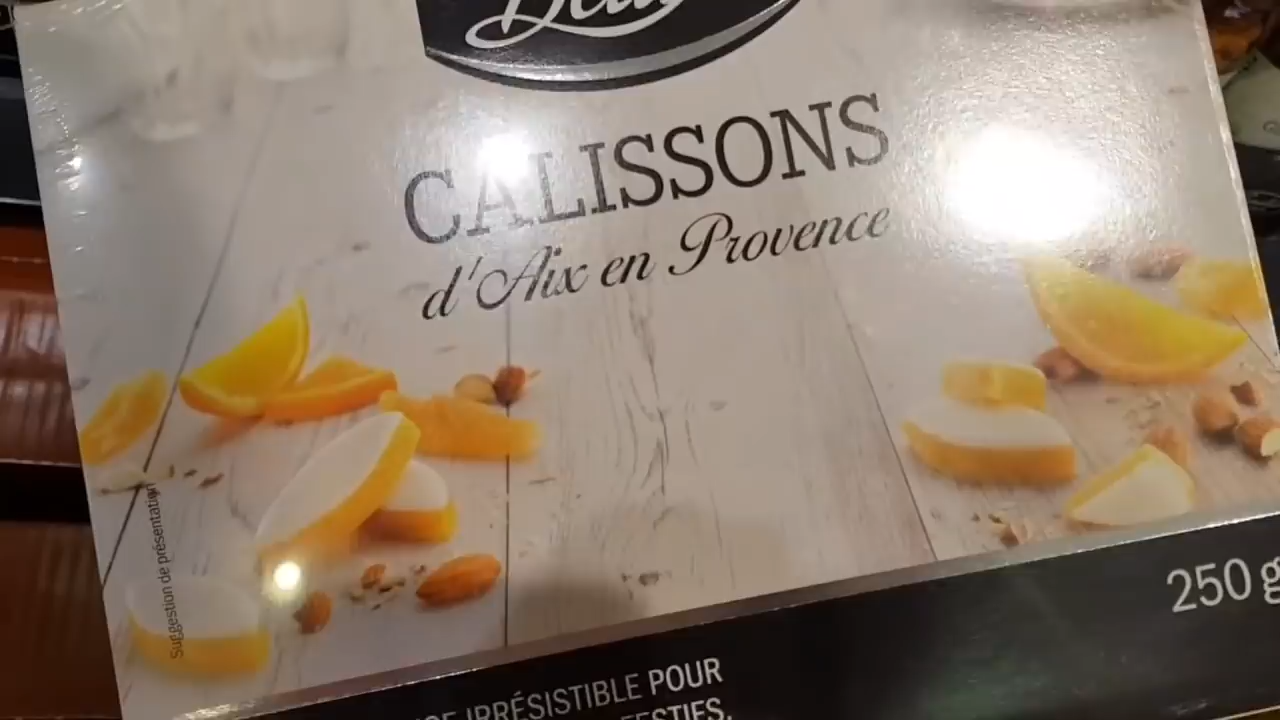 CALISSONS
d'Aix en Provence
Suggestion de présentation
250 g
IRRÉSISTIBLE POUR